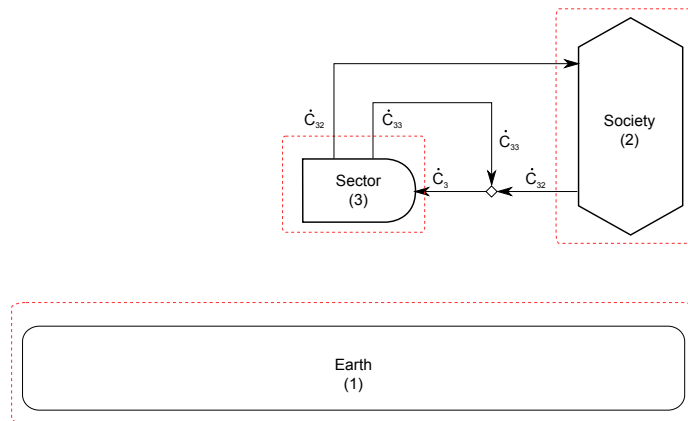 Ċ₃₂
Ċ₃₃
Ċ₃₃
Society
(2)
Sector
(3)
Ċ₃
Ċ₃₂
Earth
(1)